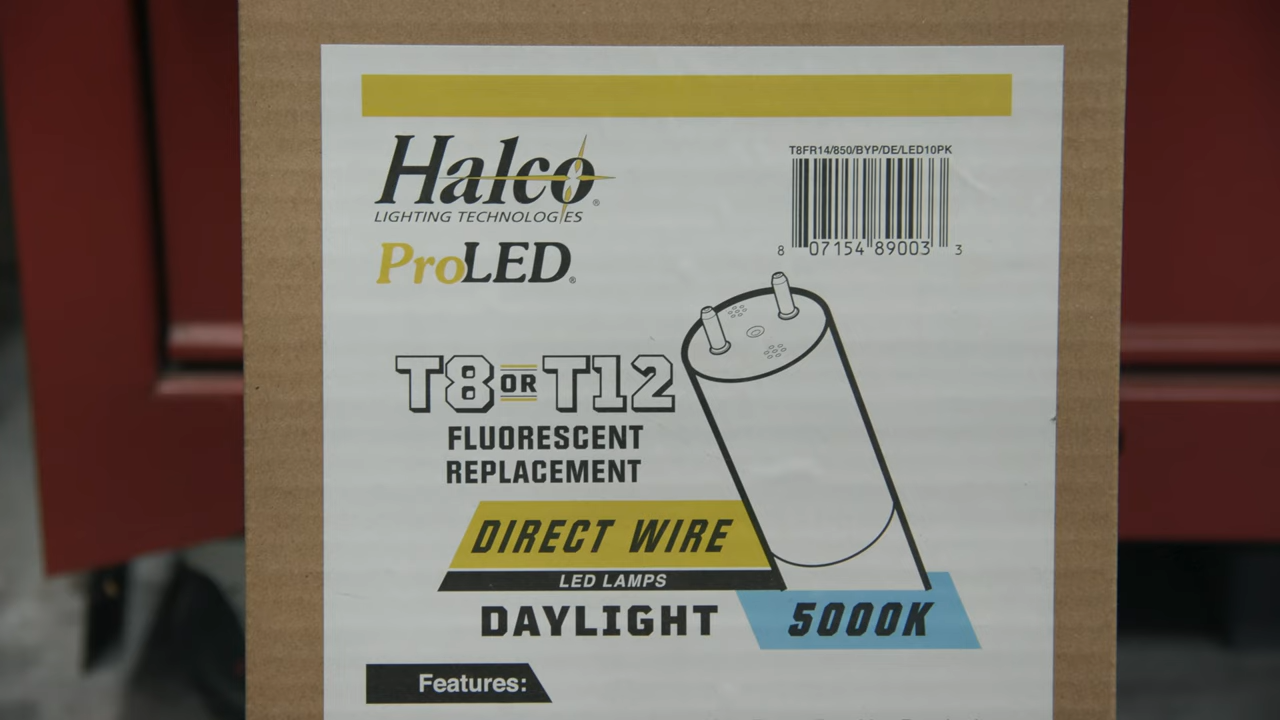 Halco
LIGHTING TECHNOLOGIES
ProLED®
T8FR14/850/BYP/DE/LED10PK
8 07154 89003 3
T8 OR T12
FLUORESCENT
REPLACEMENT
DIRECT WIRE
LED LAMPS
DAYLIGHT 5000K
Features: